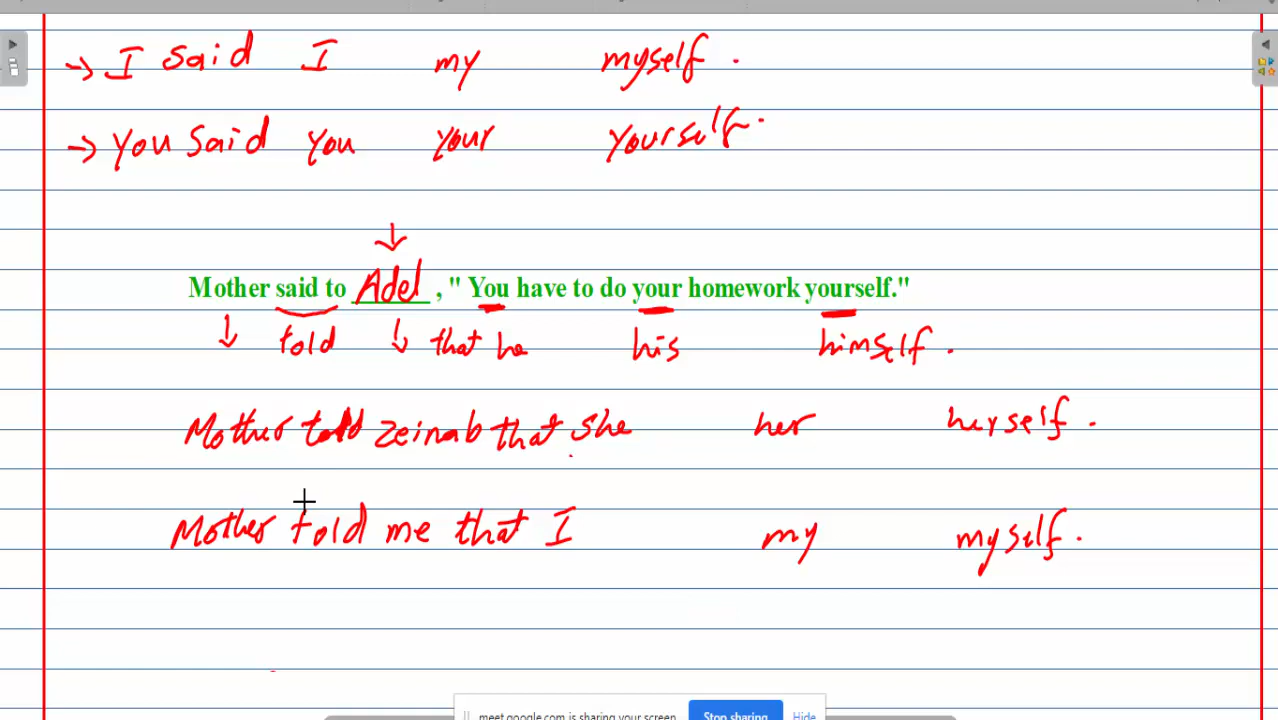 → I said I my myself.
→ You said you your yourself.
Mother said to Adel , " You have to do your homework yourself."
↓ told ↓ that he his himself.
Mother told zeinab that she her herself.
Mother told me that I my myself.
meet.google.com is sharing your screen. Stop sharing Hide